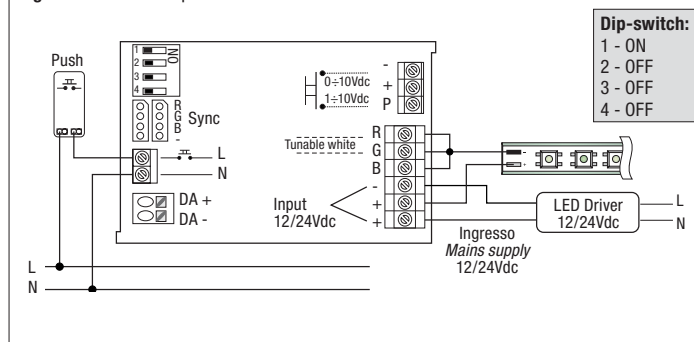 Dip-switch:
1 - ON
2 - OFF
3 - OFF
4 - OFF
Push
1
2
3
4
ON
R
G
B
-
Sync
L
N
DA +
DA -
0÷10Vdc
1÷10Vdc
-
+
P
Tunable white
R
G
B
-
+
+
Input
12/24Vdc
-
+
LED Driver
12/24Vdc
L
N
Ingresso
Mains supply
12/24Vdc
L
N